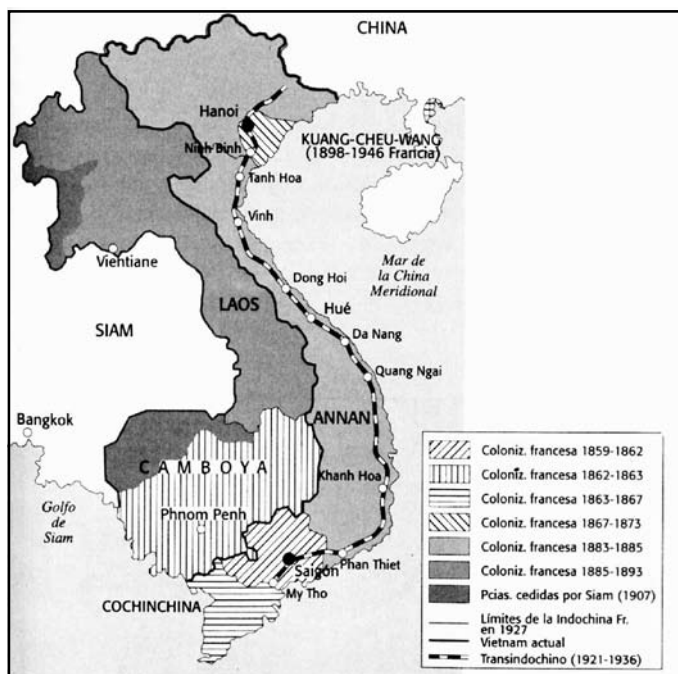 CHINA
Hanoi
KUANG-CHEU-WANG
(1898-1946 Francia)
Ninh Binh
Tanh Hoa
Vinh
Mar de
la China
Meridional
Vientiane
Dong Hoi
LAOS
Hué
SIAM
Da Nang
Quang Ngai
Bangkok
ANNAN
CAMBOYA
Khanh Hoa
Golfo
de
Siam
Phnom Penh
Saigón
Phan Thiet
My Tho
COCHINCHINA
Coloniz. francesa 1859-1862
Coloniz. francesa 1862-1863
Coloniz. francesa 1863-1867
Coloniz. francesa 1867-1873
Coloniz. francesa 1883-1885
Coloniz. francesa 1885-1893
Pcias. cedidas por Siam (1907)
Límites de la Indochina Fr.
en 1927
Vietnam actual
Transindochino (1921-1936)